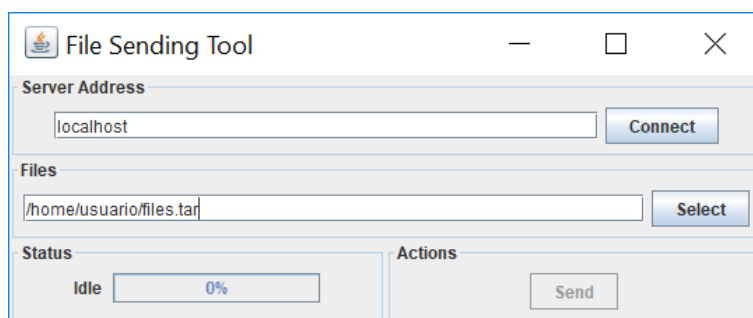 File Sending Tool
Server Address
localhost
Connect
Files
/home/usuario/files.tar
Select
Status
Actions
Idle
0%
Send